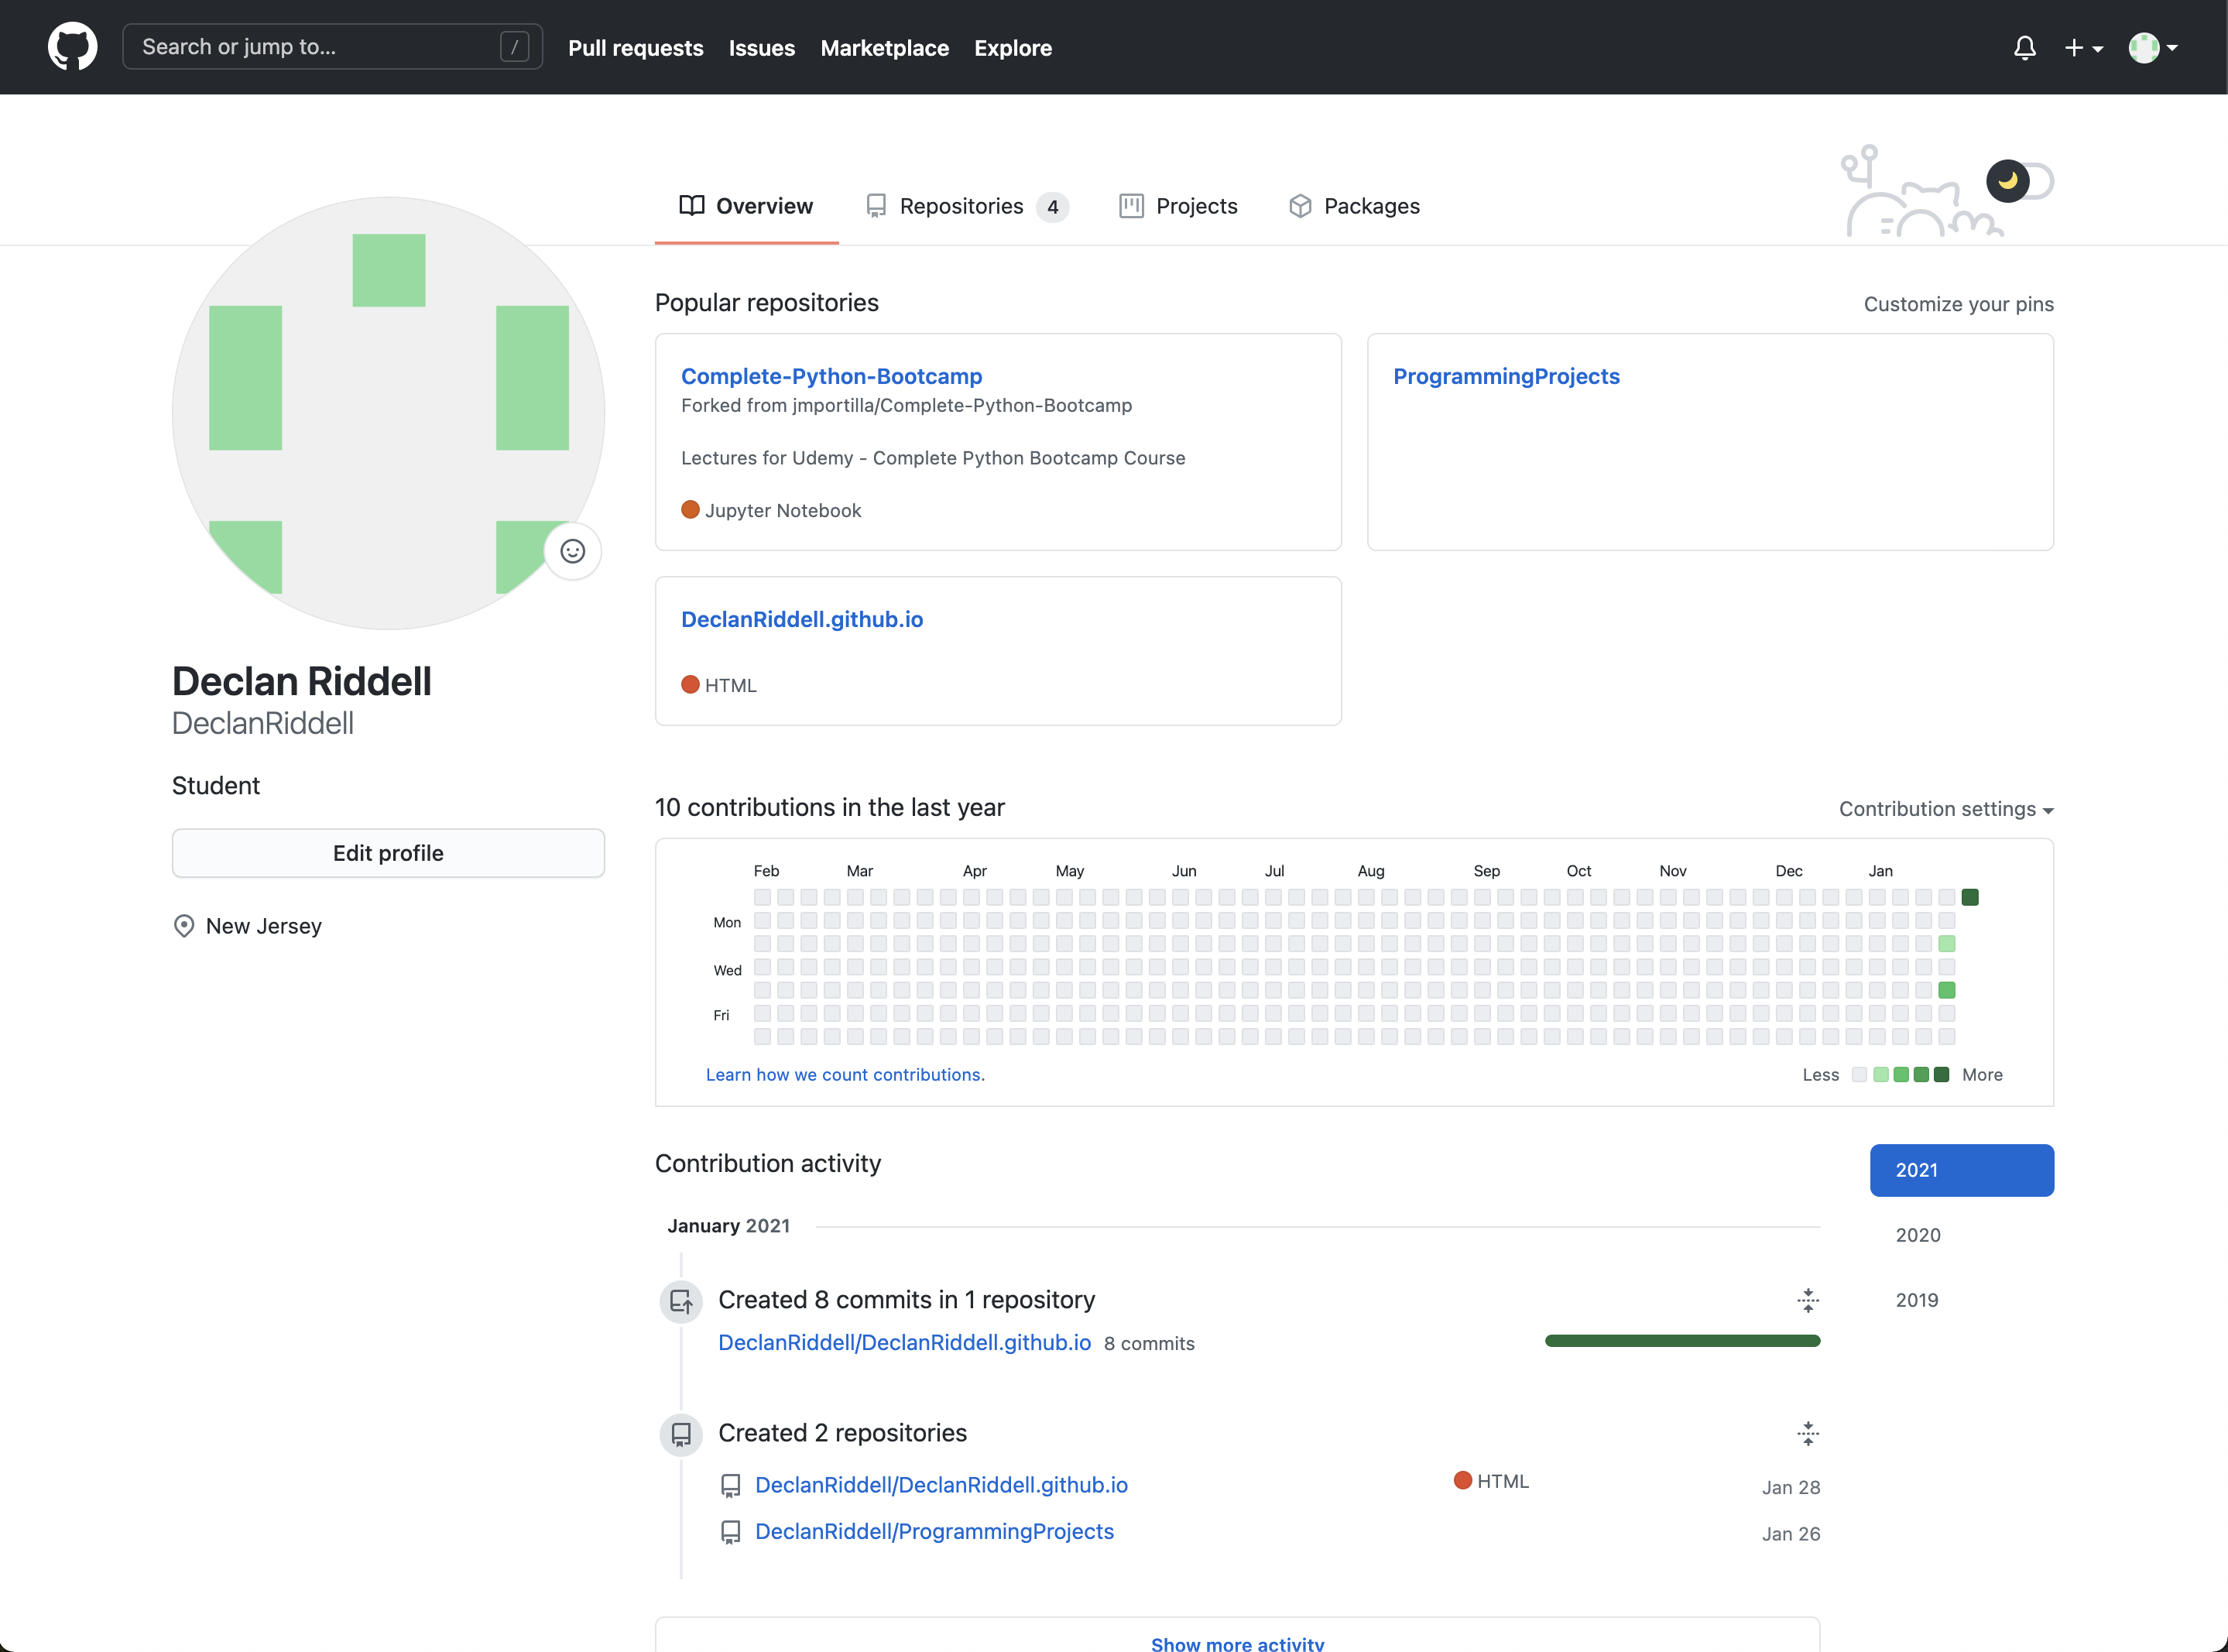 Search or jump to... /
Pull requests Issues Marketplace Explore
Overview Repositories 4 Projects Packages
Popular repositories Customize your pins
Complete-Python-Bootcamp
Forked from jmportilla/Complete-Python-Bootcamp
Lectures for Udemy - Complete Python Bootcamp Course
Jupyter Notebook
ProgrammingProjects
DeclanRiddell.github.io
HTML
Declan Riddell
DeclanRiddell
Student
Edit profile
New Jersey
10 contributions in the last year Contribution settings
Feb Mar Apr May Jun Jul Aug Sep Oct Nov Dec Jan
Mon
Wed
Fri
Learn how we count contributions. Less More
Contribution activity
2021
2020
2019
January 2021
Created 8 commits in 1 repository
DeclanRiddell/DeclanRiddell.github.io 8 commits
Created 2 repositories
DeclanRiddell/DeclanRiddell.github.io HTML Jan 28
DeclanRiddell/ProgrammingProjects Jan 26
Show more activity